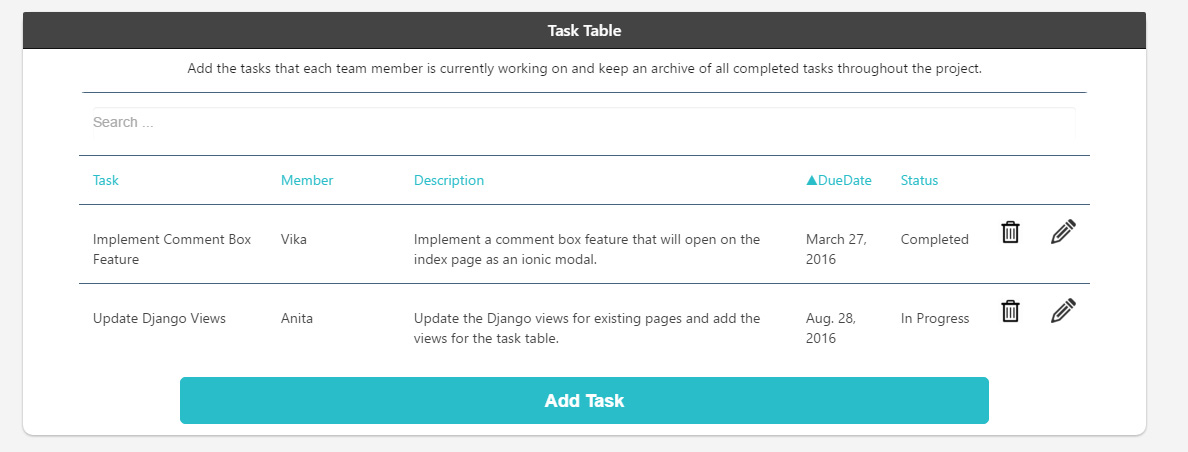 Task Table
Add the tasks that each team member is currently working on and keep an archive of all completed tasks throughout the project.
Search ...
Task Member Description ▲DueDate Status
Implement Comment Box Vika Implement a comment box feature that will open on the March 27, Completed
Feature index page as an ionic modal. 2016
Update Django Views Anita Update the Django views for existing pages and add the Aug. 28, In Progress
views for the task table. 2016
Add Task